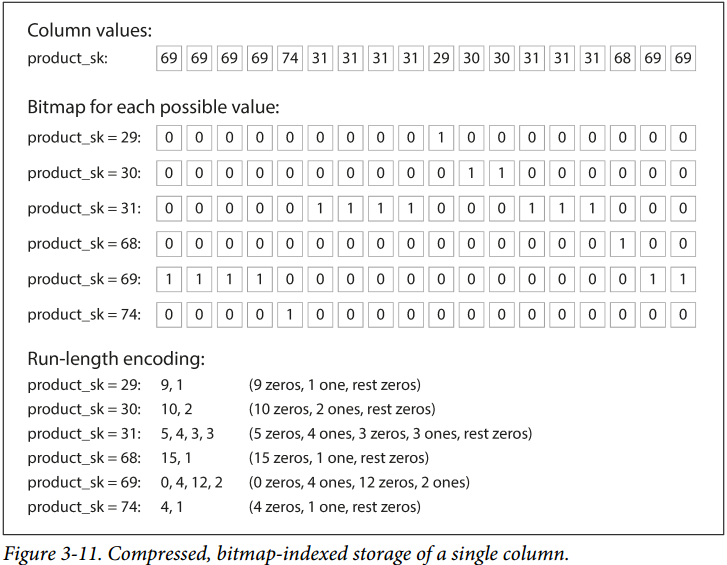 Column values:
product_sk: 69 69 69 69 74 31 31 31 31 29 30 30 31 31 31 68 69 69
Bitmap for each possible value:
product_sk = 29: 0 0 0 0 0 0 0 0 0 1 0 0 0 0 0 0 0 0
product_sk = 30: 0 0 0 0 0 0 0 0 0 0 1 1 0 0 0 0 0 0
product_sk = 31: 0 0 0 0 0 1 1 1 1 0 0 0 1 1 1 0 0 0
product_sk = 68: 0 0 0 0 0 0 0 0 0 0 0 0 0 0 0 1 0 0
product_sk = 69: 1 1 1 1 0 0 0 0 0 0 0 0 0 0 0 0 1 1
product_sk = 74: 0 0 0 0 1 0 0 0 0 0 0 0 0 0 0 0 0 0
Run-length encoding:
product_sk = 29: 9, 1 (9 zeros, 1 one, rest zeros)
product_sk = 30: 10, 2 (10 zeros, 2 ones, rest zeros)
product_sk = 31: 5, 4, 3, 3 (5 zeros, 4 ones, 3 zeros, 3 ones, rest zeros)
product_sk = 68: 15, 1 (15 zeros, 1 one, rest zeros)
product_sk = 69: 0, 4, 12, 2 (0 zeros, 4 ones, 12 zeros, 2 ones)
product_sk = 74: 4, 1 (4 zeros, 1 one, rest zeros)
Figure 3-11. Compressed, bitmap-indexed storage of a single column.